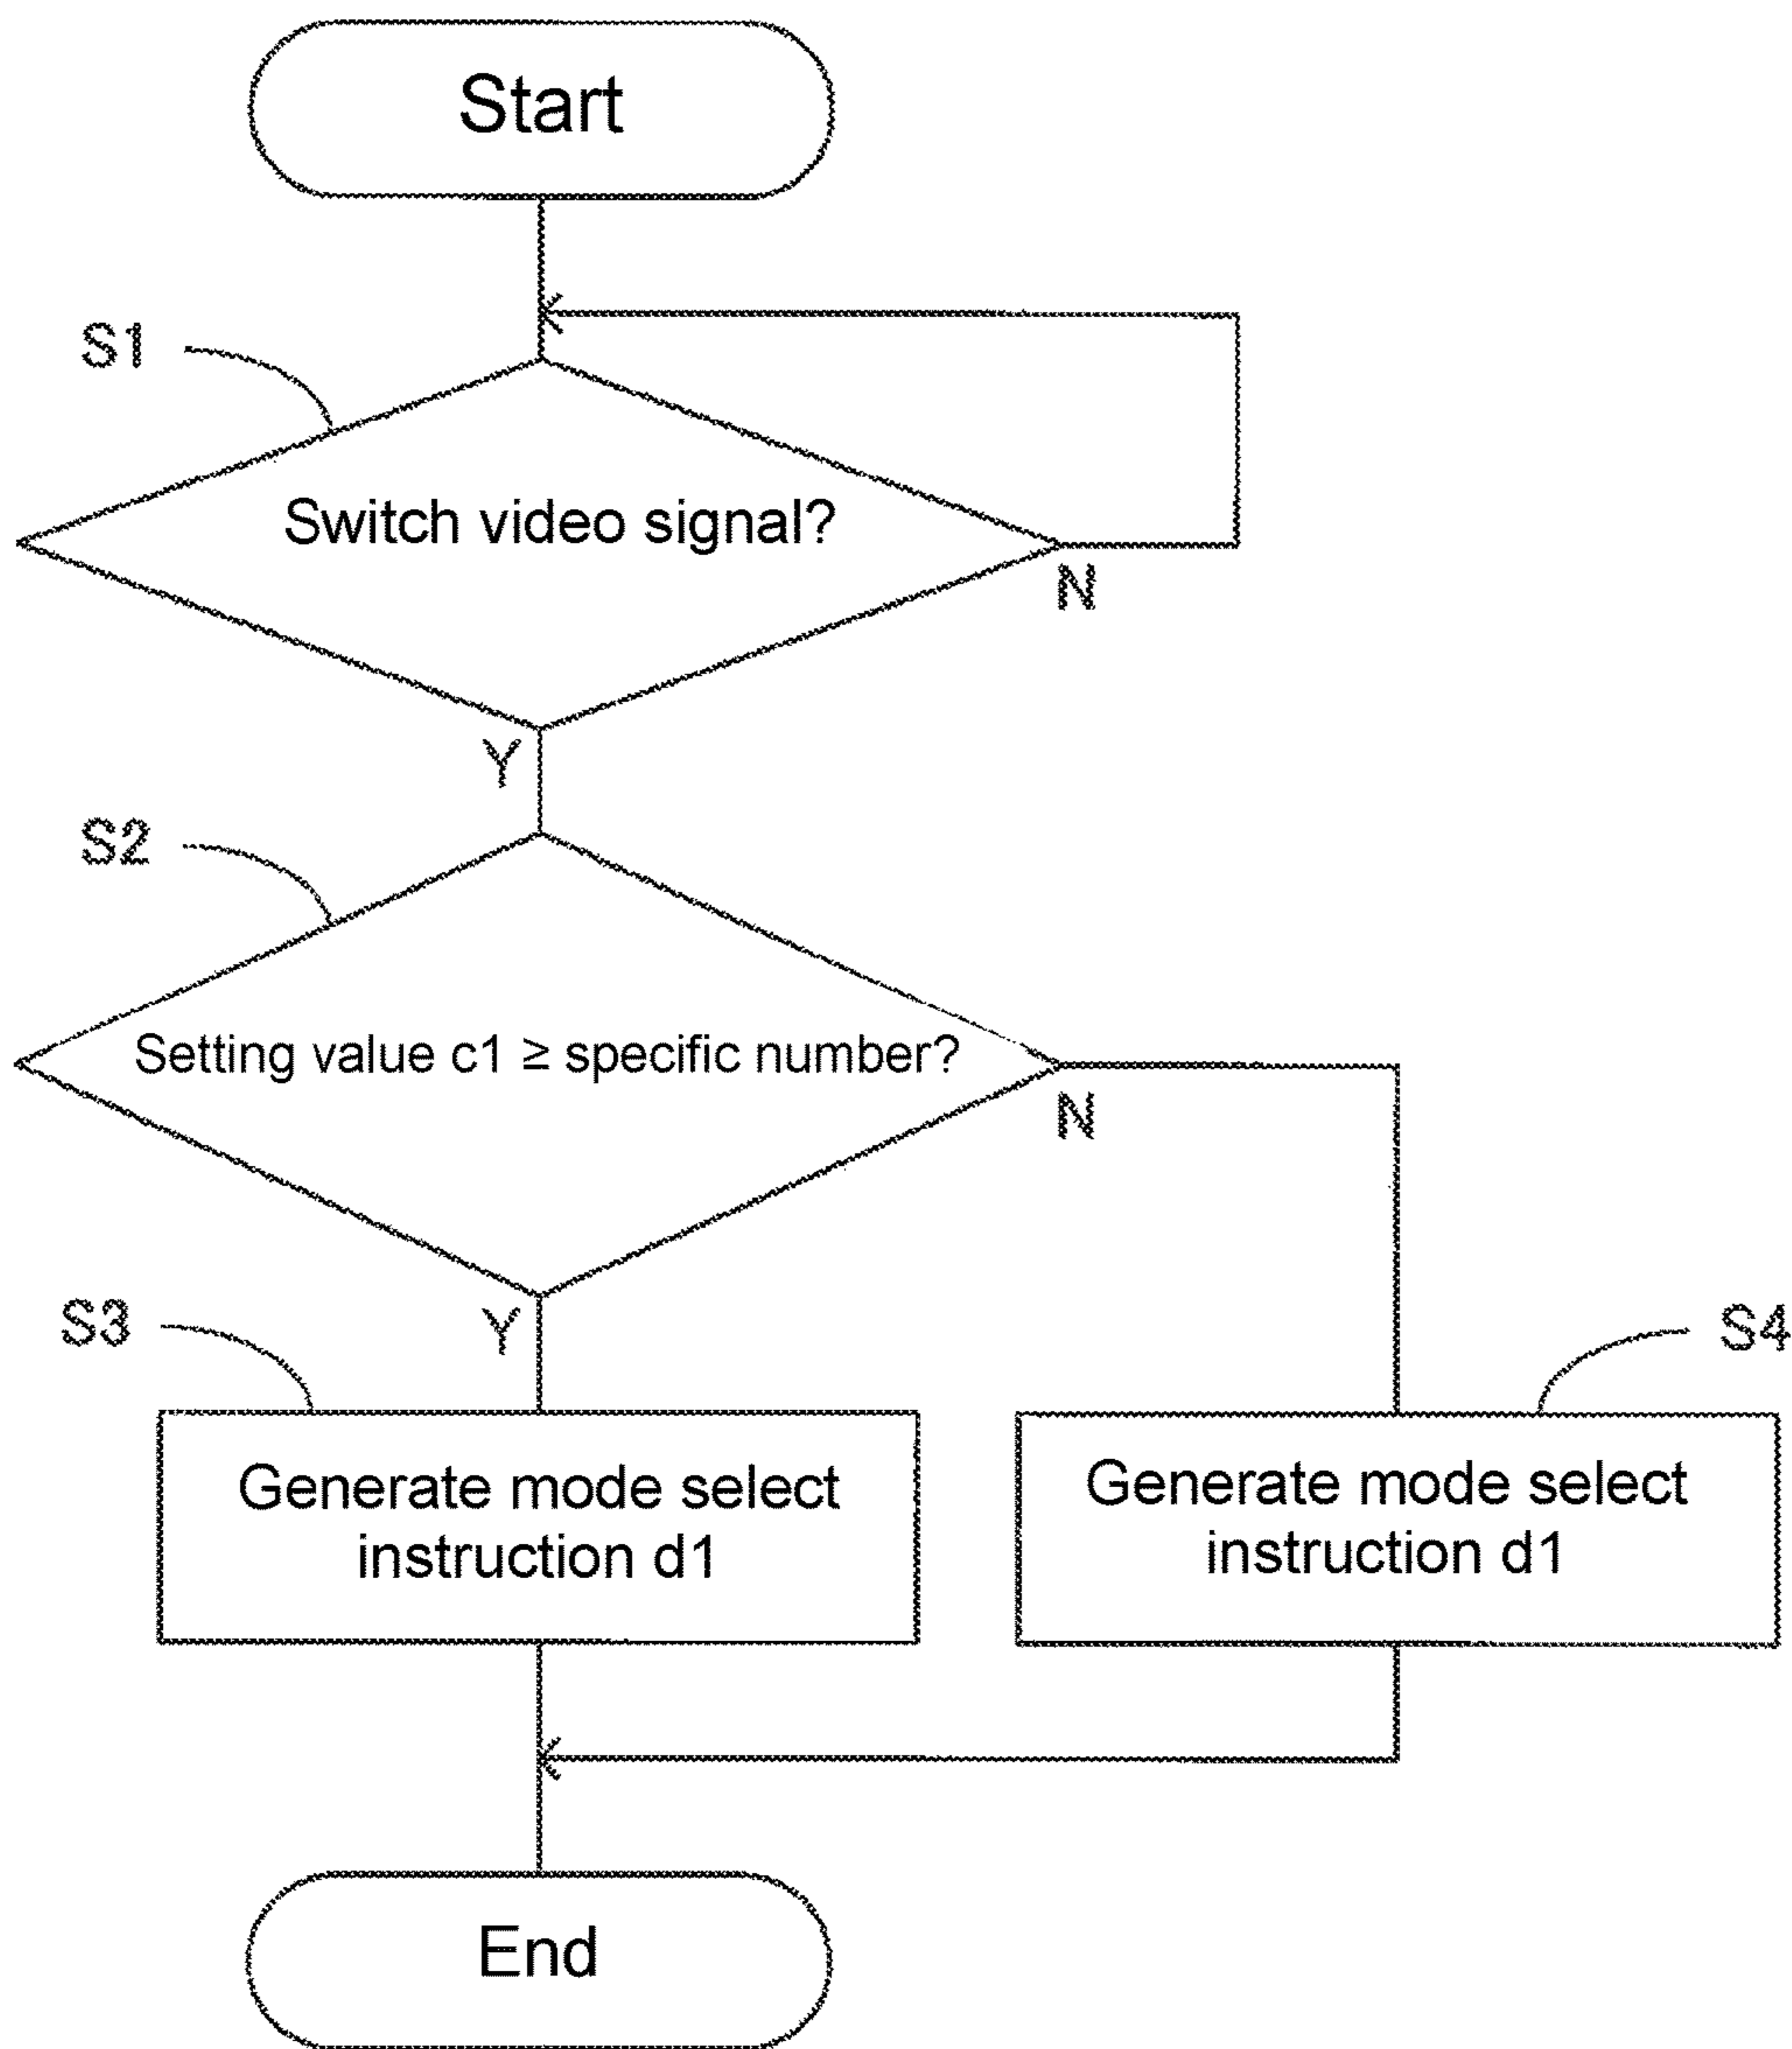 Start
S1
Switch video signal?
N
Y
S2
Setting value c1 ≥ specific number?
N
Y
S3
S4
Generate mode select
instruction d1
Generate mode select
instruction d1
End